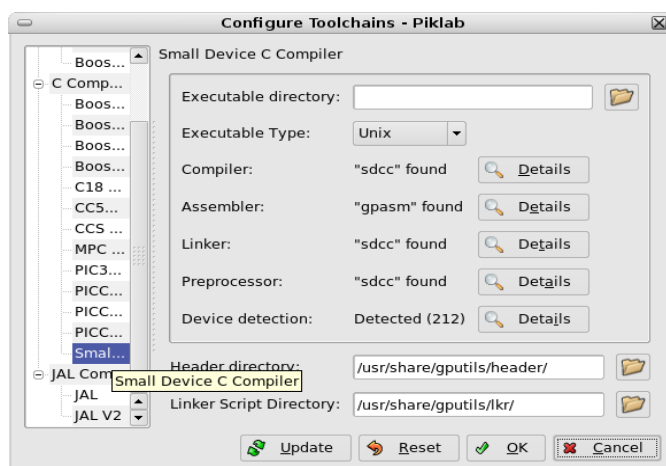 Configure Toolchains - Piklab
Boos...
C Comp...
Boos...
Boos...
Boos...
Boos...
C18 ...
CC5...
CCS ...
MPC ...
PIC3...
PICC...
PICC...
PICC...
Smal...
JAL Com
JAL
JAL V2
Small Device C Compiler
Small Device C Compiler
Executable directory:
Executable Type: Unix
Compiler: "sdcc" found Details
Assembler: "gpasm" found Details
Linker: "sdcc" found Details
Preprocessor: "sdcc" found Details
Device detection: Detected (212) Details
Header directory: /usr/share/gputils/header/
Linker Script Directory: /usr/share/gputils/lkr/
Update Reset OK Cancel